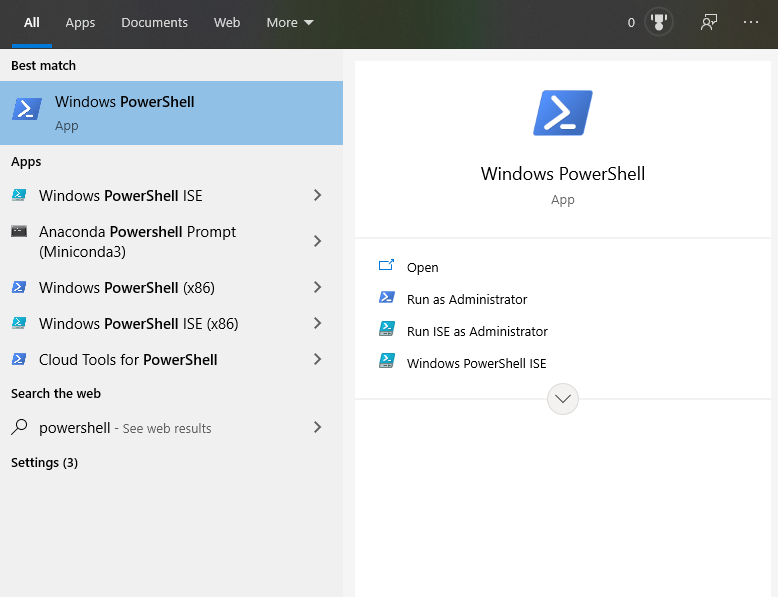 All Apps Documents Web More 0 ...
Best match
Windows PowerShell
App
Apps
Windows PowerShell ISE
Anaconda Powershell Prompt
(Miniconda3)
Windows PowerShell (x86)
Windows PowerShell ISE (x86)
Cloud Tools for PowerShell
Search the web
powershell - See web results
Settings (3)
Windows PowerShell
App
Open
Run as Administrator
Run ISE as Administrator
Windows PowerShell ISE